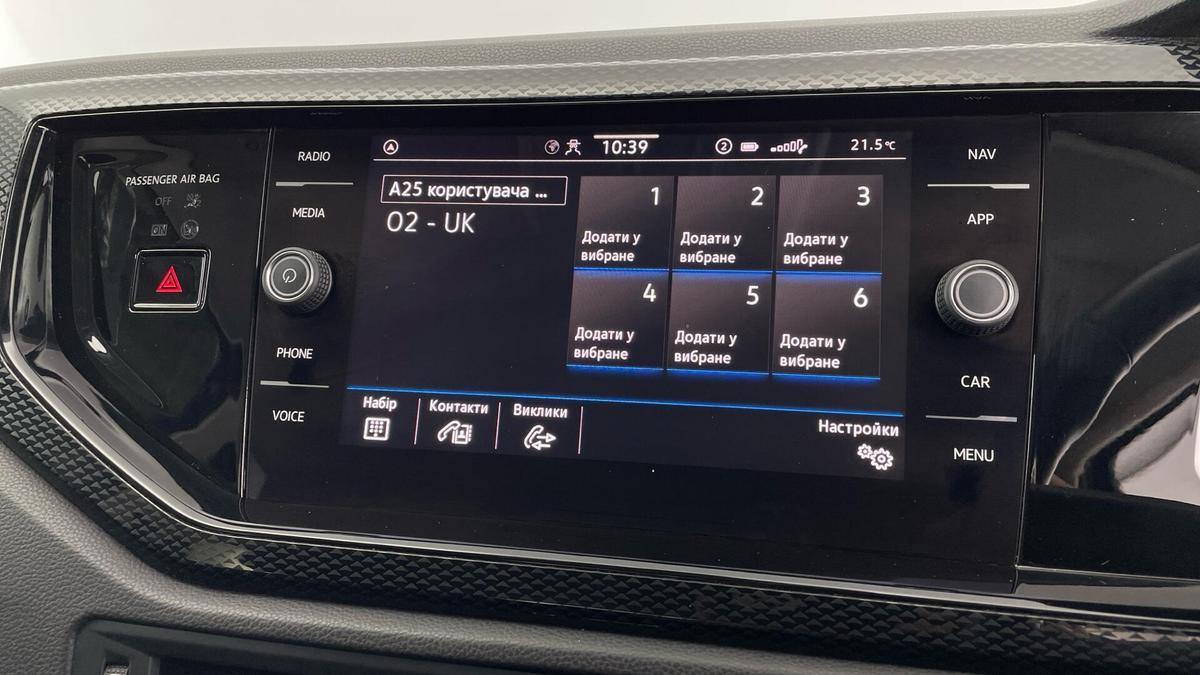 PASSENGER AIR BAG
OFF
ON
RADIO
MEDIA
PHONE
VOICE
10:39
2
21.5°C
A25 користувача ...
O2 - UK
1
Додати у
вибране
2
Додати у
вибране
3
Додати у
вибране
4
Додати у
вибране
5
Додати у
вибране
6
Додати у
вибране
Набір
Контакти
Виклики
Настройки
NAV
APP
CAR
MENU